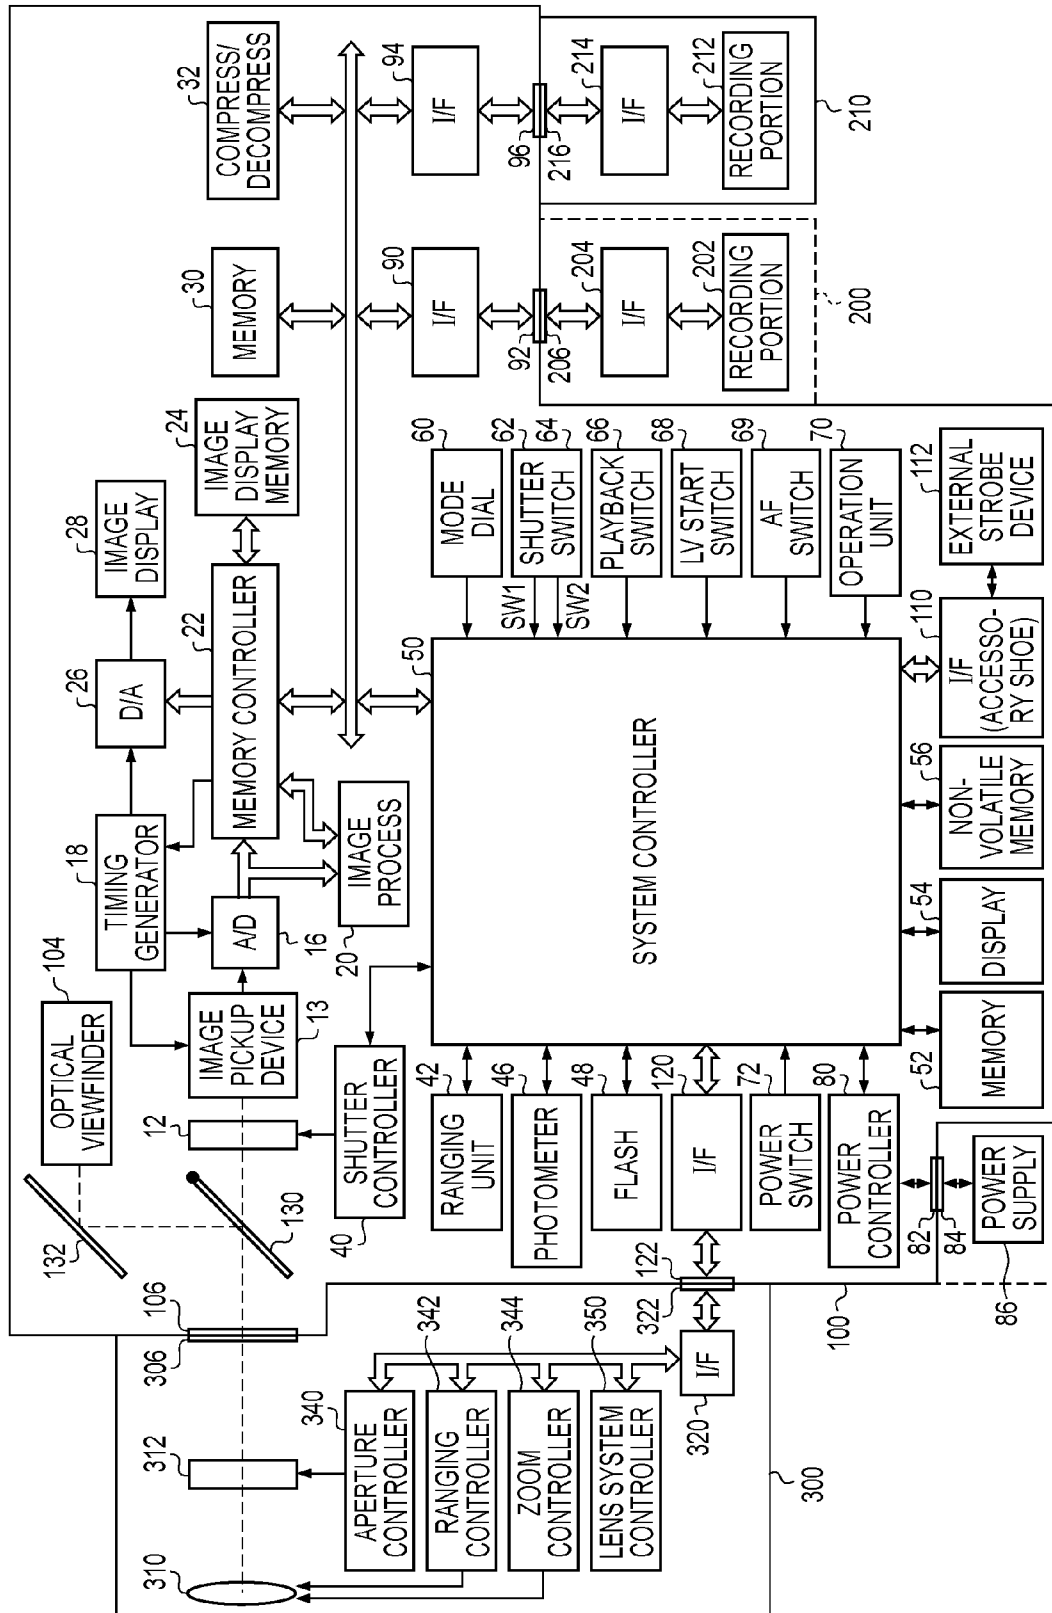 104
OPTICAL
VIEWFINDER
18
TIMING
GENERATOR
26
D/A
28
IMAGE
DISPLAY
24
IMAGE
DISPLAY
MEMORY
30
MEMORY
32
COMPRESS/
DECOMPRESS
310
312
306
106
132
130
12
IMAGE
PICKUP
DEVICE
13
A/D
16
22
MEMORY CONTROLLER
IMAGE
PROCESS
20
340
APERTURE
CONTROLLER
342
RANGING
CONTROLLER
344
ZOOM
CONTROLLER
350
LENS SYSTEM
CONTROLLER
I/F
320
322
122
300
100
SHUTTER
CONTROLLER
40
42
RANGING
UNIT
46
PHOTOMETER
48
FLASH
120
I/F
72
POWER
SWITCH
80
POWER
CONTROLLER
82
84
POWER
SUPPLY
86
50
SYSTEM CONTROLLER
52
MEMORY
54
DISPLAY
56
NON-
VOLATILE
MEMORY
110
I/F
(ACCESSO-
RY SHOE)
112
EXTERNAL
STROBE
DEVICE
SW1
SW2
60
MODE
DIAL
62
SHUTTER
SWITCH
64
66
PLAYBACK
SWITCH
68
LV START
SWITCH
69
AF
SWITCH
70
OPERATION
UNIT
90
I/F
92
206
204
I/F
202
RECORDING
PORTION
200
94
I/F
96
216
214
I/F
212
RECORDING
PORTION
210